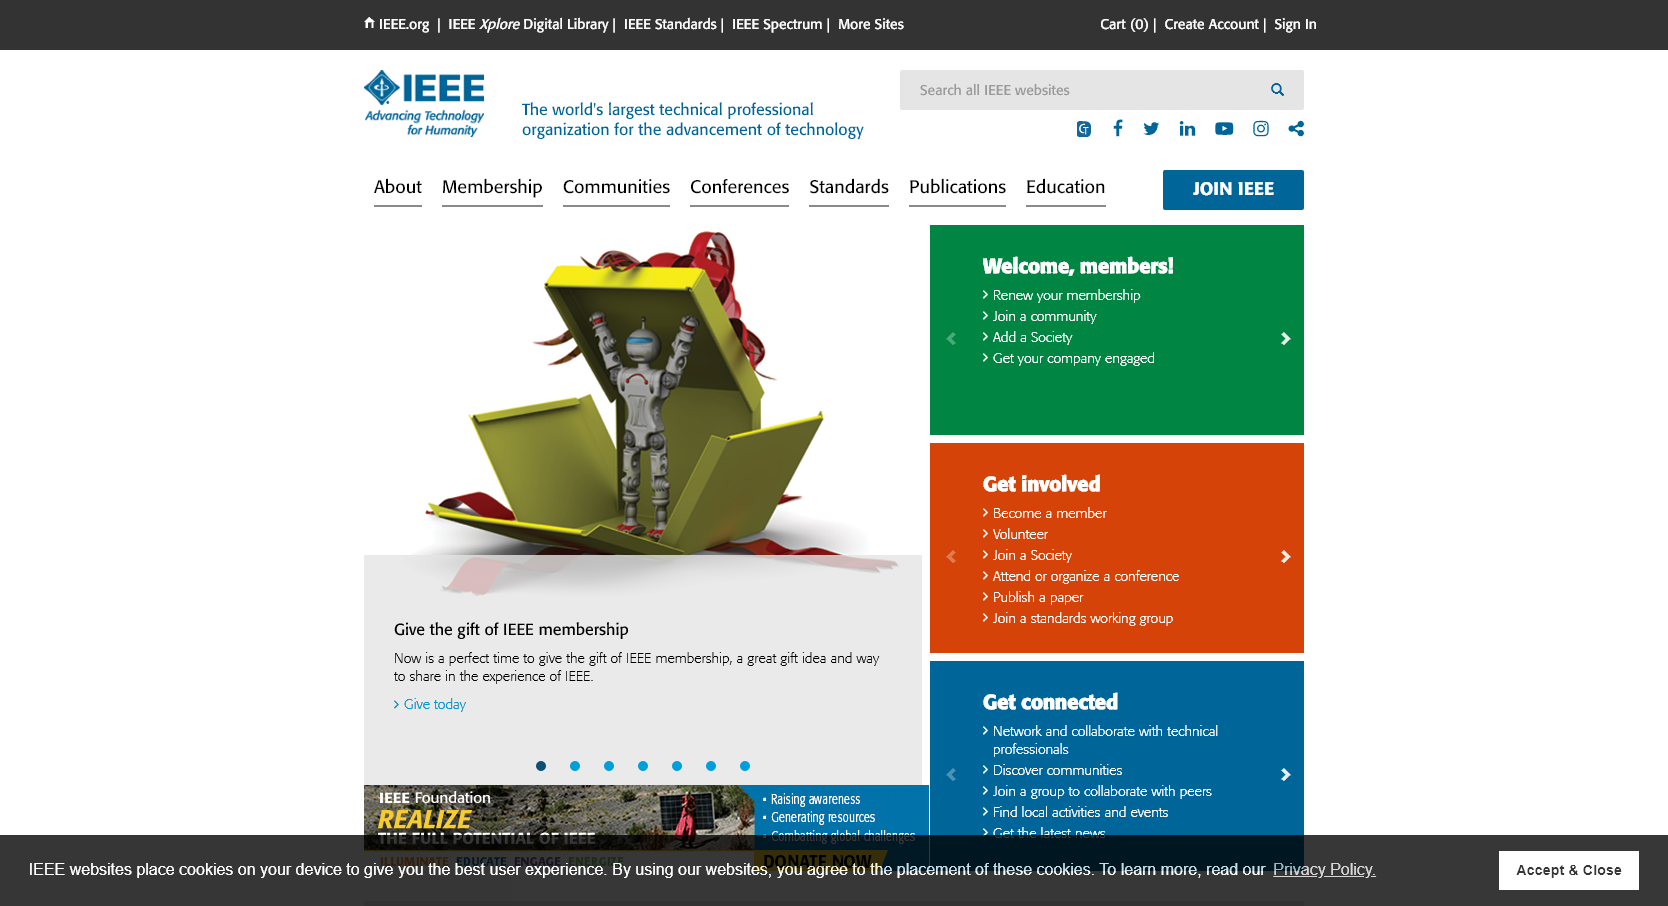 IEEE.org | IEEE Xplore Digital Library | IEEE Standards | IEEE Spectrum | More Sites
Cart (0) | Create Account | Sign In
IEEE
Advancing Technology
for Humanity
The world's largest technical professional
organization for the advancement of technology
Search all IEEE websites
About Membership Communities Conferences Standards Publications Education
JOIN IEEE
Give the gift of IEEE membership
Now is a perfect time to give the gift of IEEE membership, a great gift idea and way
to share in the experience of IEEE.
Give today
Welcome, members!
Renew your membership
Join a community
Add a Society
Get your company engaged
Get involved
Become a member
Volunteer
Join a Society
Attend or organize a conference
Publish a paper
Join a standards working group
Get connected
Network and collaborate with technical
professionals
Discover communities
Join a group to collaborate with peers
Find local activities and events
Get the latest news
IEEE Foundation
REALIZE
THE FULL POTENTIAL OF IEEE
ILLUMINATE EDUCATE ENGAGE ENERGIZE
• Raising awareness
• Generating resources
• Combatting global challenges
DONATE NOW
IEEE websites place cookies on your device to give you the best user experience. By using our websites, you agree to the placement of these cookies. To learn more, read our Privacy Policy.
Accept & Close